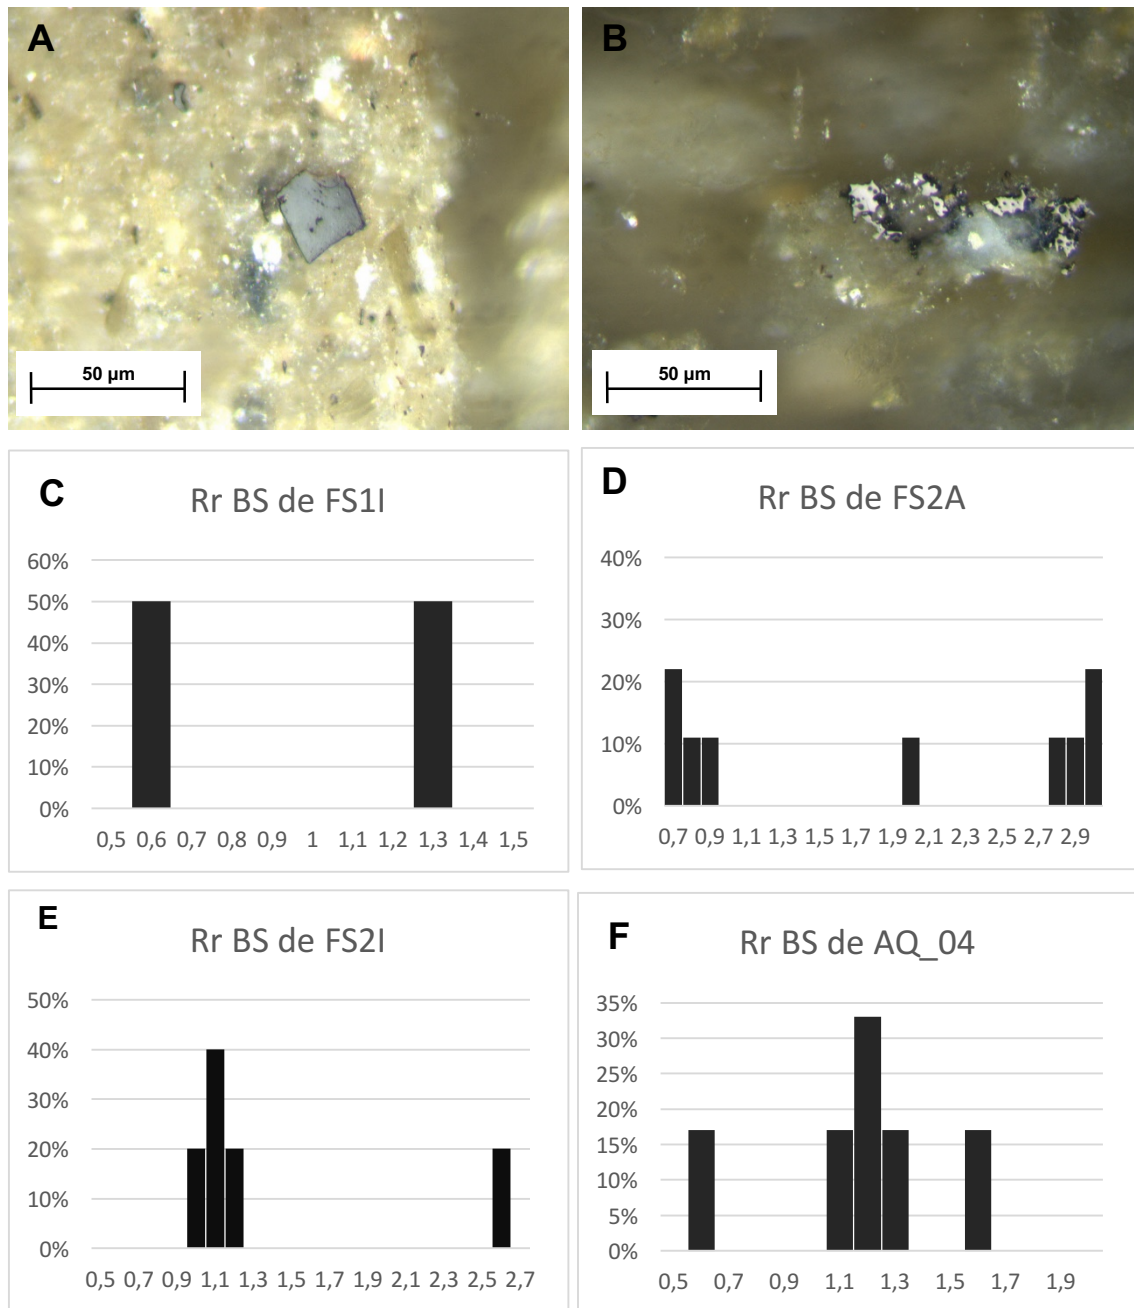 A
B
50 µm
50 µm
C
Rr BS de FS1I
60%
50%
40%
30%
20%
10%
0%
0,5 0,6 0,7 0,8 0,9 1 1,1 1,2 1,3 1,4 1,5
D
Rr BS de FS2A
40%
30%
20%
10%
0%
0,7 0,9 1,1 1,3 1,5 1,7 1,9 2,1 2,3 2,5 2,7 2,9
E
Rr BS de FS2I
50%
40%
30%
20%
10%
0%
0,5 0,7 0,9 1,1 1,3 1,5 1,7 1,9 2,1 2,3 2,5 2,7
F
Rr BS de AQ_04
35%
30%
25%
20%
15%
10%
5%
0%
0,5 0,7 0,9 1,1 1,3 1,5 1,7 1,9